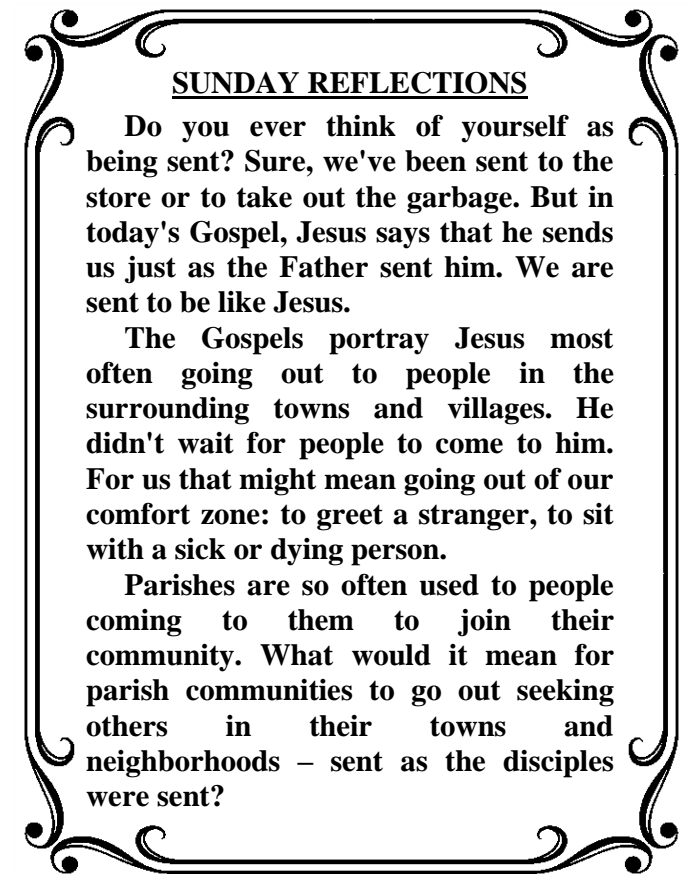 SUNDAY REFLECTIONS
Do you ever think of yourself as
being sent? Sure, we've been sent to the
store or to take out the garbage. But in
today's Gospel, Jesus says that he sends
us just as the Father sent him. We are
sent to be like Jesus.
The Gospels portray Jesus most
often going out to people in the
surrounding towns and villages. He
didn't wait for people to come to him.
For us that might mean going out of our
comfort zone: to greet a stranger, to sit
with a sick or dying person.
Parishes are so often used to people
coming to them to join their
community. What would it mean for
parish communities to go out seeking
others in their towns and
neighborhoods – sent as the disciples
were sent?